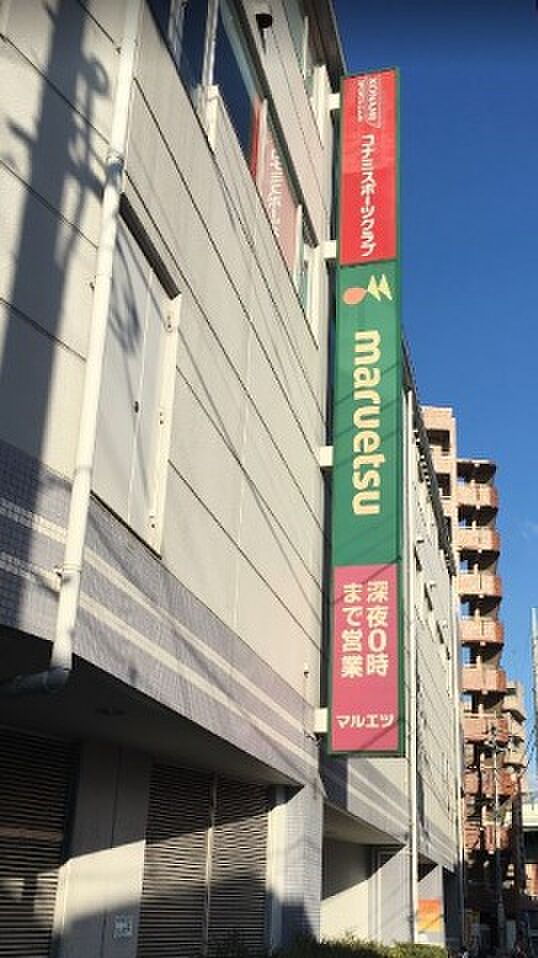 KONAMI
コナミスポーツクラブ
maruetsu
深夜0時
まで営業
マルエツ